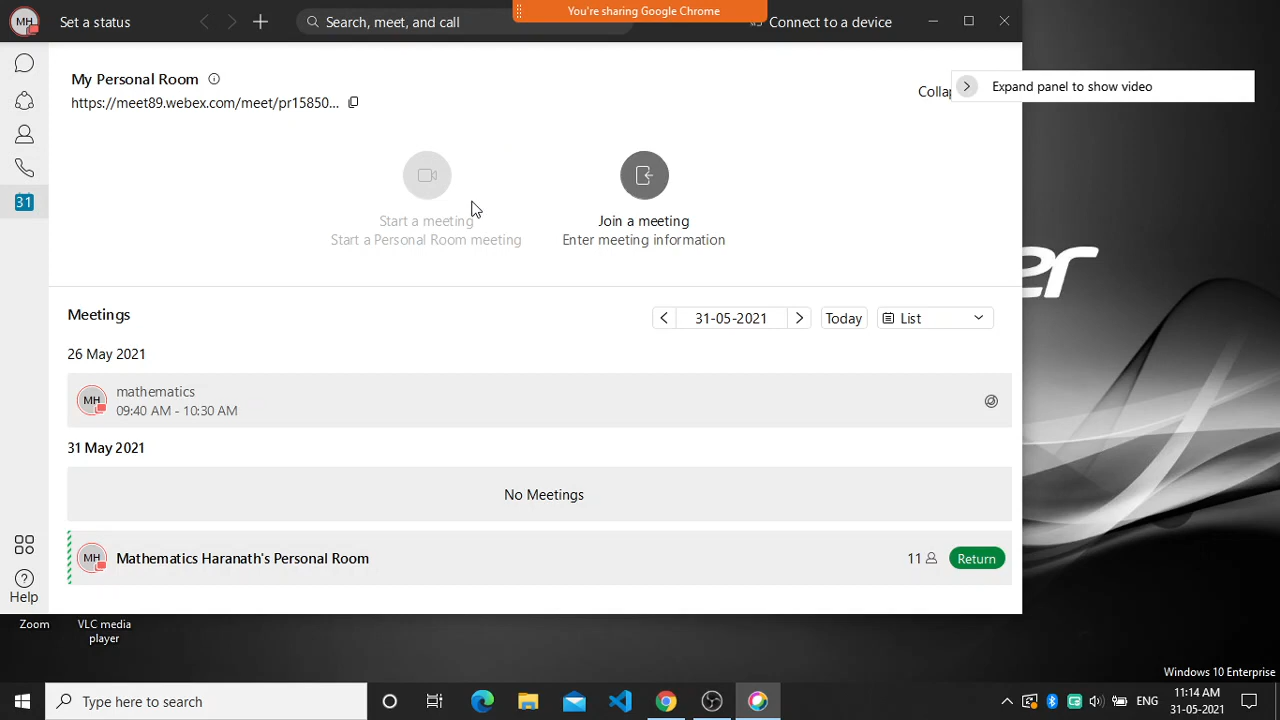 You're sharing Google Chrome
MH Set a status
Search, meet, and call
Connect to a device
My Personal Room
https://meet89.webex.com/meet/pr15850...
Expand panel to show video
Start a meeting
Start a Personal Room meeting
Join a meeting
Enter meeting information
31
Meetings
31-05-2021
Today
List
26 May 2021
MH
mathematics
09:40 AM - 10:30 AM
31 May 2021
No Meetings
MH Mathematics Haranath's Personal Room
11
Return
Help
Zoom
VLC media
player
Windows 10 Enterprise
Type here to search
ENG
11:14 AM
31-05-2021